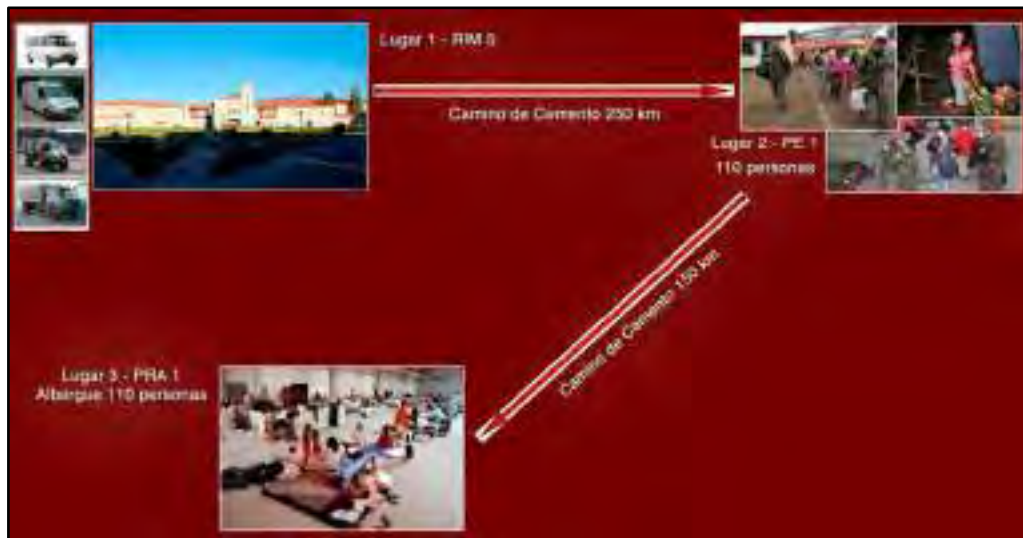 Lugar 1 - RIM 5
Camino de Cemento 250 km
Lugar 2 - PE 1
110 personas
Camino de Cemento 150 km
Lugar 3 - PRA 1
Albergue 110 personas